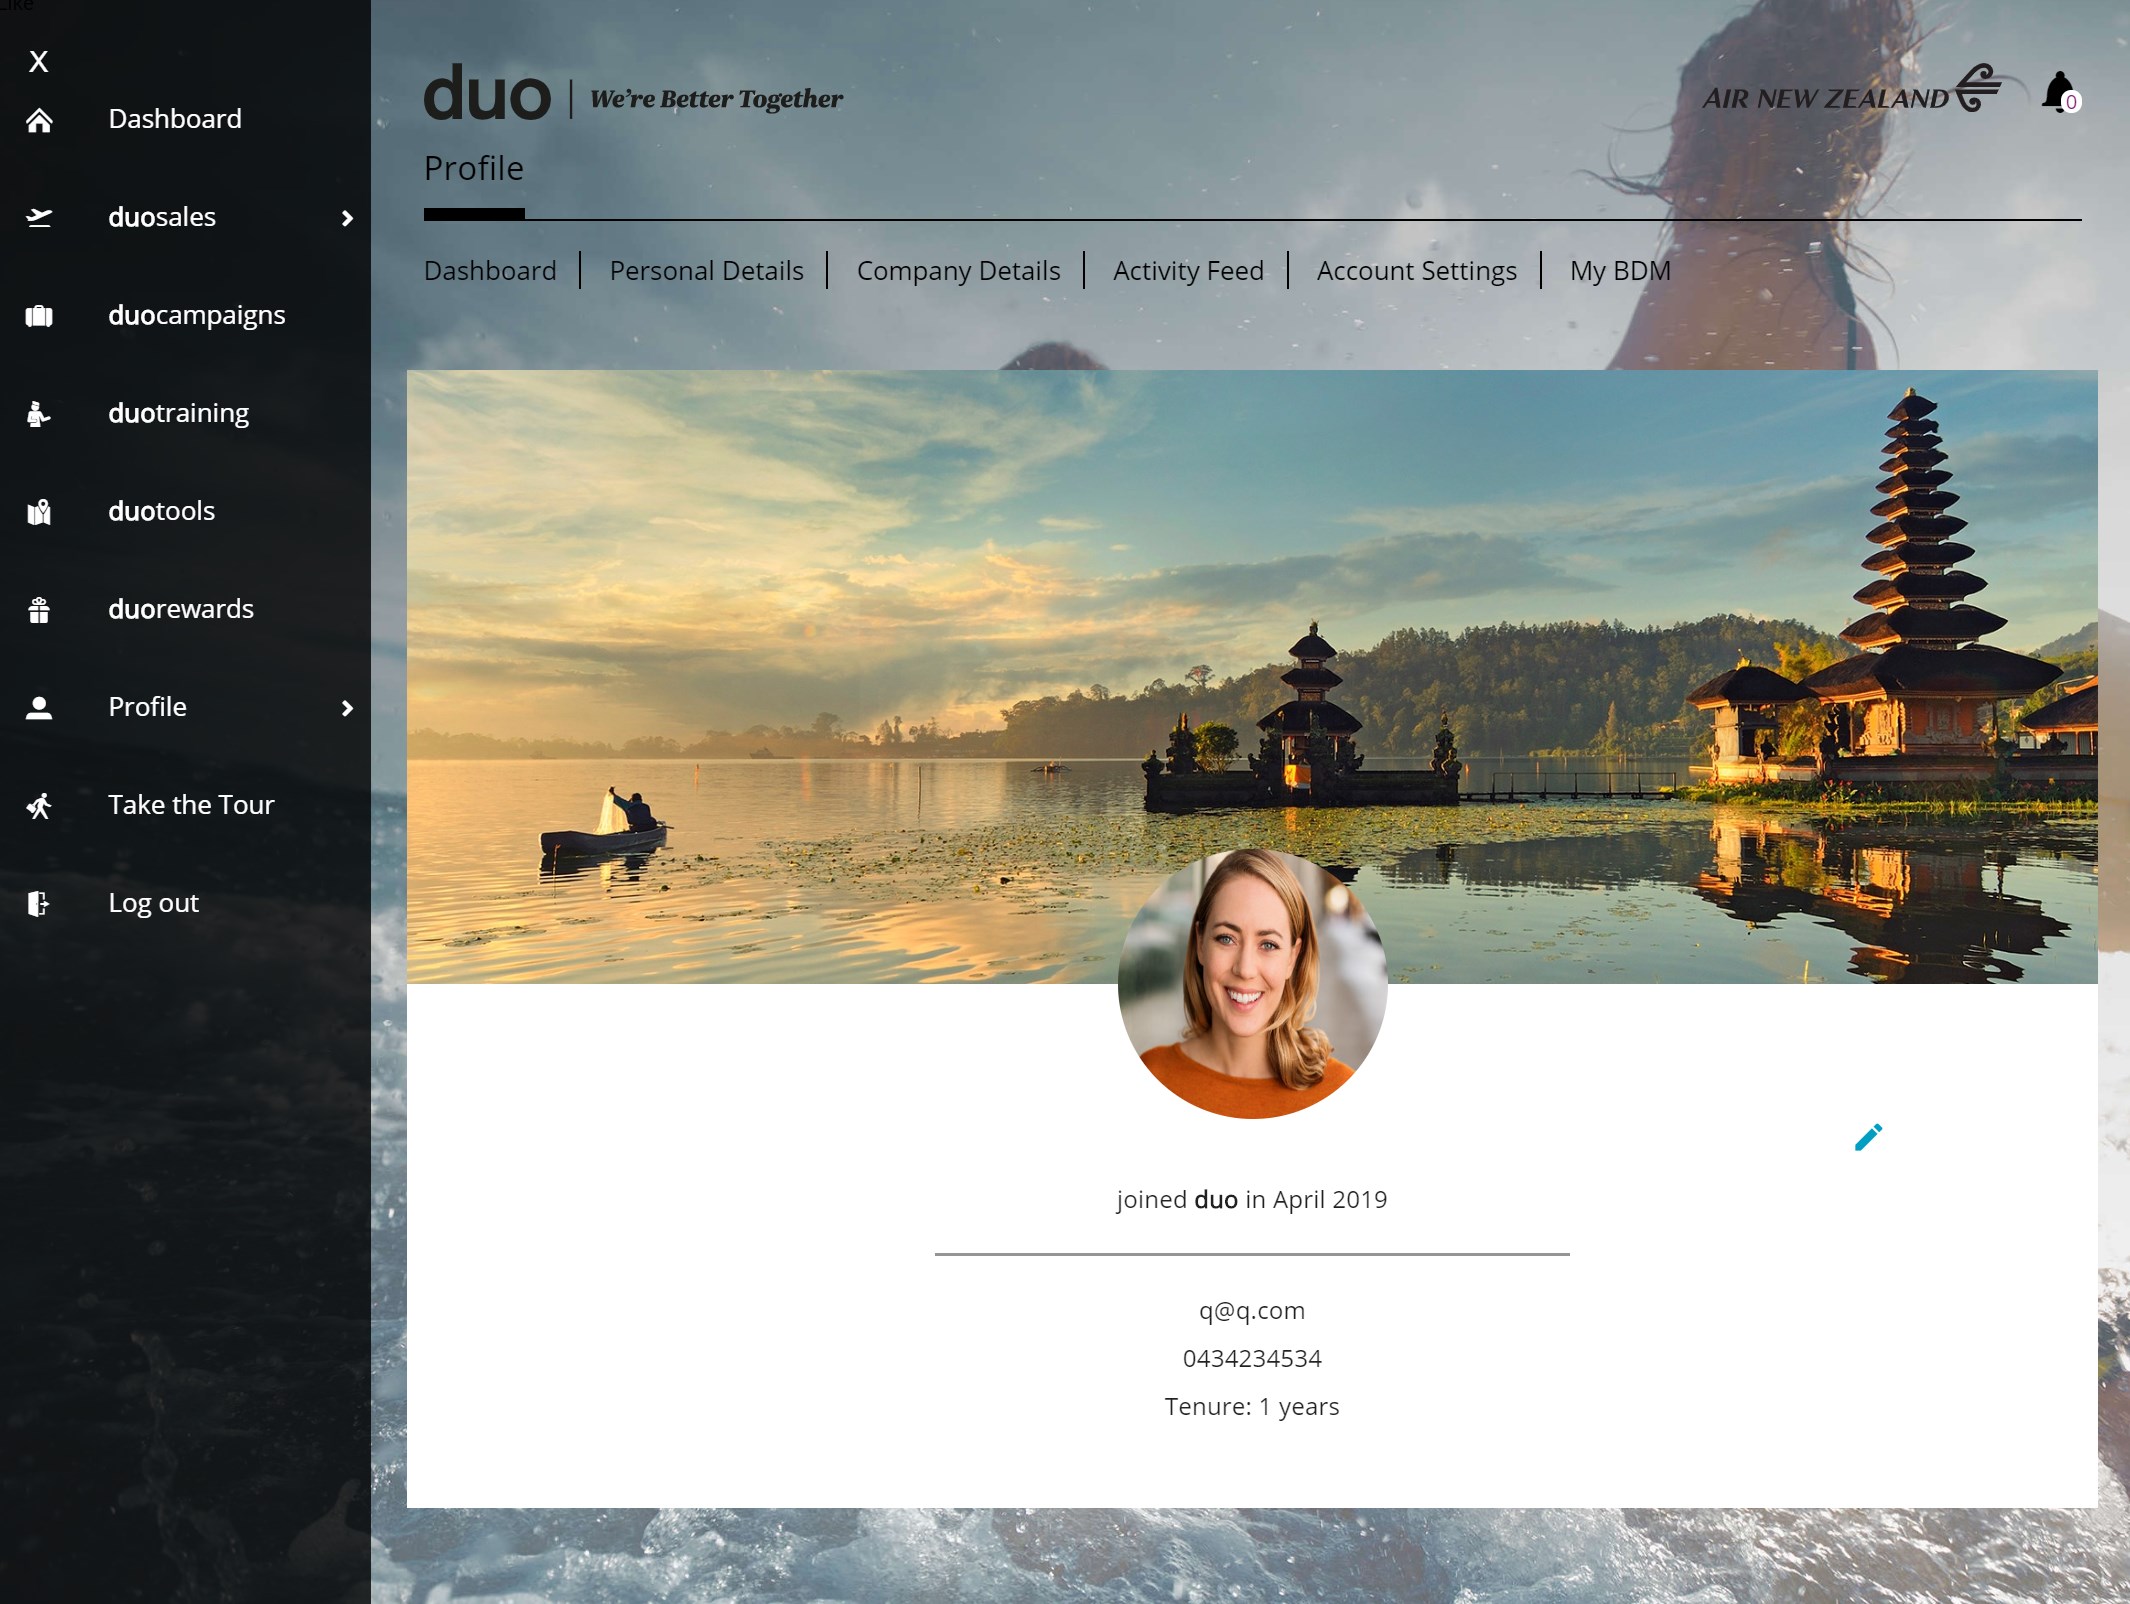 Like
X
Dashboard
duosales
duocampaigns
duotraining
duotools
duorewards
Profile
Take the Tour
Log out
duo | We're Better Together
AIR NEW ZEALAND
0
Profile
Dashboard | Personal Details | Company Details | Activity Feed | Account Settings | My BDM
joined duo in April 2019
q@q.com
0434234534
Tenure: 1 years